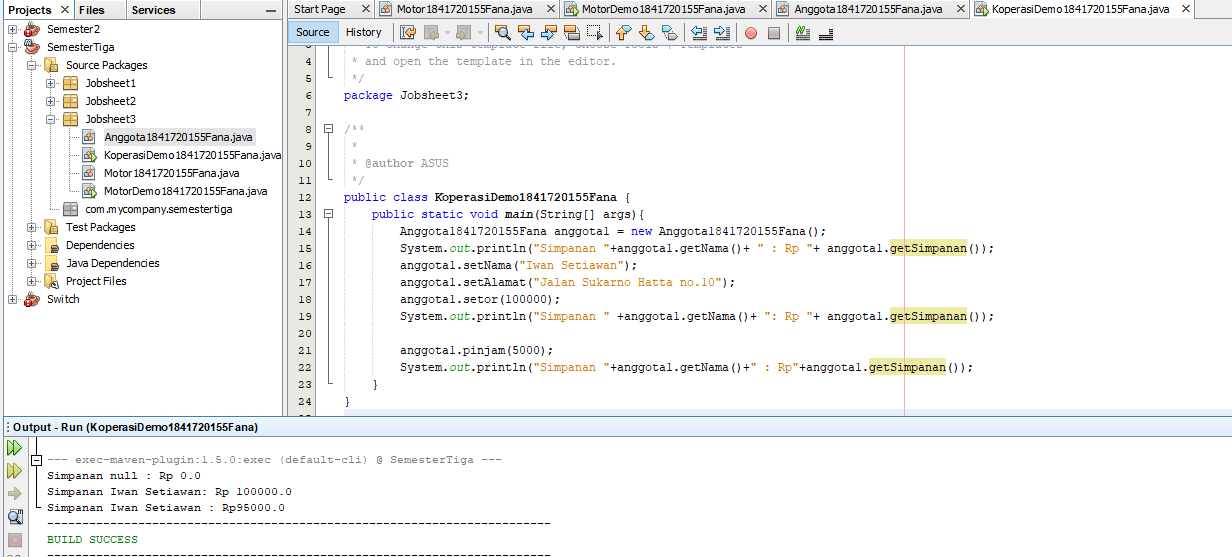 Projects
Files
Services
Semester2
SemesterTiga
Source Packages
Jobsheet1
Jobsheet2
Jobsheet3
Anggota1841720155Fana.java
KoperasiDemo1841720155Fana.java
Motor1841720155Fana.java
MotorDemo1841720155Fana.java
com.mycompany.semestertiga
Test Packages
Dependencies
Java Dependencies
Project Files
Switch
Start Page
Motor1841720155Fana.java
MotorDemo1841720155Fana.java
Anggota1841720155Fana.java
KoperasiDemo1841720155Fana.java
Source
History
3 * To change this template file, choose Tools | Templates
4 * and open the template in the editor.
5 */
6 package Jobsheet3;
7
8 /**
9 *
10 * @author ASUS
11 */
12 public class KoperasiDemo1841720155Fana {
13 public static void main(String[] args){
14 Anggota1841720155Fana anggota1 = new Anggota1841720155Fana();
15 System.out.println("Simpanan "+anggota1.getNama()+ " : Rp "+ anggota1.getSimpanan());
16 anggota1.setNama("Iwan Setiawan");
17 anggota1.setAlamat("Jalan Sukarno Hatta no.10");
18 anggota1.setor(100000);
19 System.out.println("Simpanan " +anggota1.getNama()+ ": Rp "+ anggota1.getSimpanan());
20
21 anggota1.pinjam(5000);
22 System.out.println("Simpanan "+anggota1.getNama()+" : Rp"+anggota1.getSimpanan());
23 }
24 }
Output - Run (KoperasiDemo1841720155Fana)
--- exec-maven-plugin:1.5.0:exec (default-cli) @ SemesterTiga ---
Simpanan null : Rp 0.0
Simpanan Iwan Setiawan: Rp 100000.0
Simpanan Iwan Setiawan : Rp95000.0
------------------------------------------------------------------------
BUILD SUCCESS
------------------------------------------------------------------------